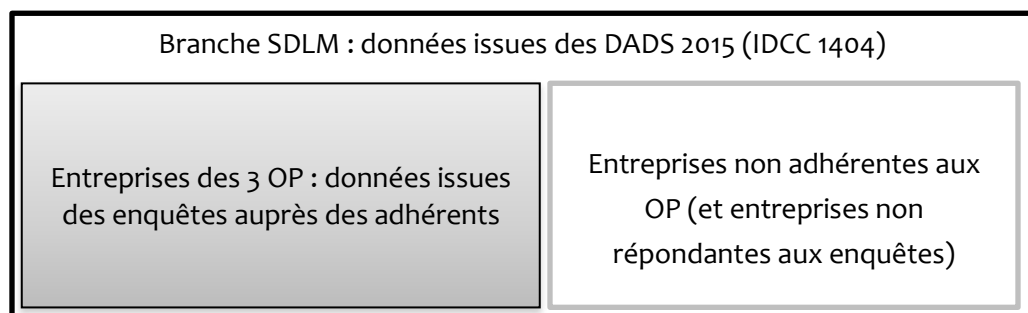 Branche SDLM : données issues des DADS 2015 (IDCC 1404)
Entreprises des 3 OP : données issues
des enquêtes auprès des adhérents
Entreprises non adhérentes aux
OP (et entreprises non
répondantes aux enquêtes)